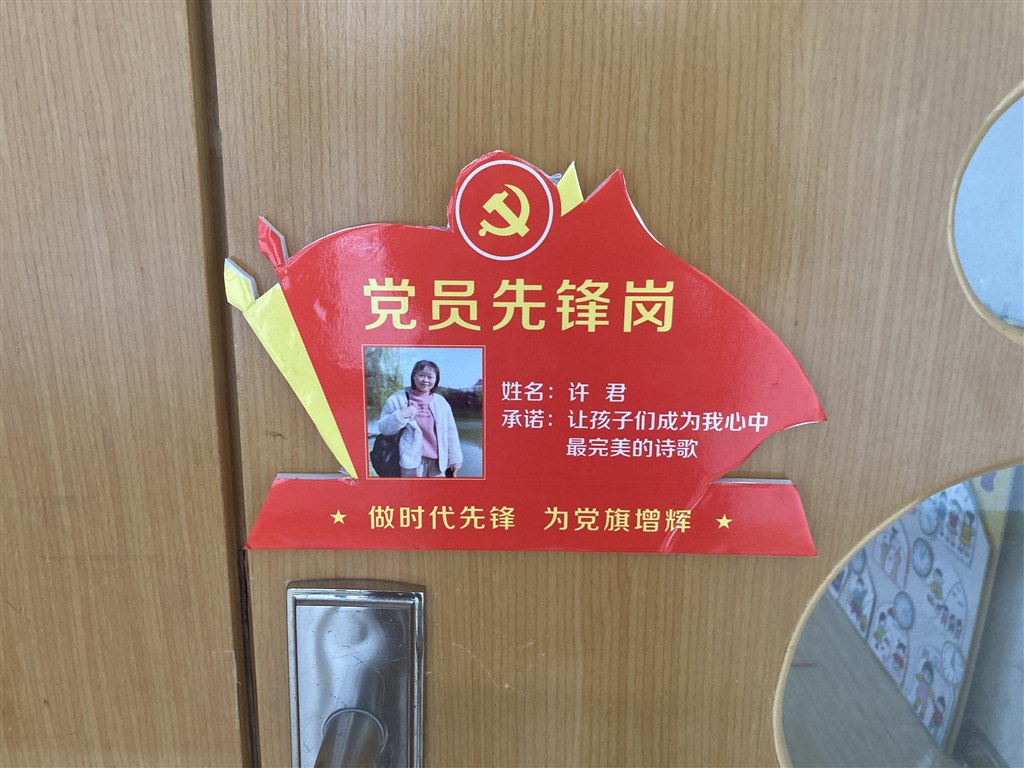 党员先锋岗
姓名：许 君
承诺：让孩子们成为我心中
最完美的诗歌
★ 做时代先锋 为党旗增辉 ★